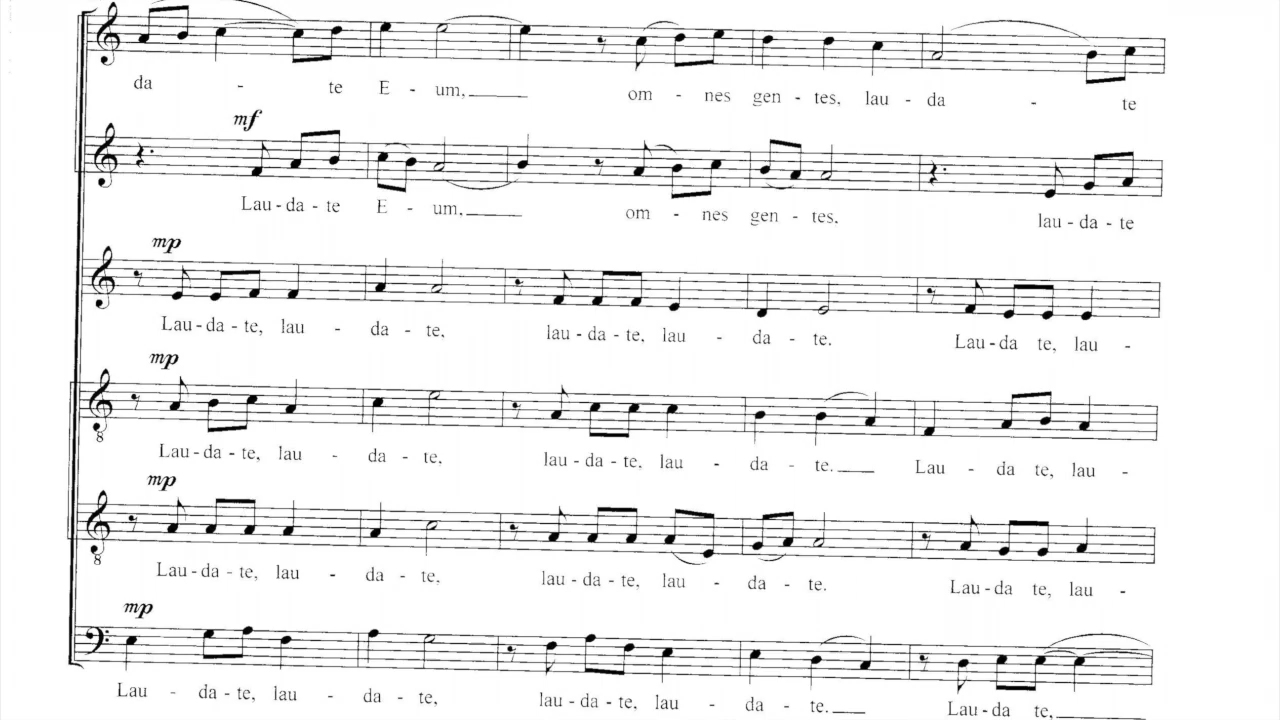 da - te E - um, om - nes gen - tes, lau - da - te
mf
Lau - da - te E - um, om - nes gen - tes. lau - da - te
mp
Lau - da - te, lau - da - te, lau - da - te, lau - da - te. Lau - da te, lau -
mp
8
Lau - da - te, lau - da - te, lau - da - te, lau - da - te. Lau - da te, lau -
mp
8
Lau - da - te, lau - da - te, lau - da - te, lau - da - te. Lau - da te, lau -
mp
Lau - da - te, lau - da - te, lau - da - te, lau - da - te. Lau - da te,